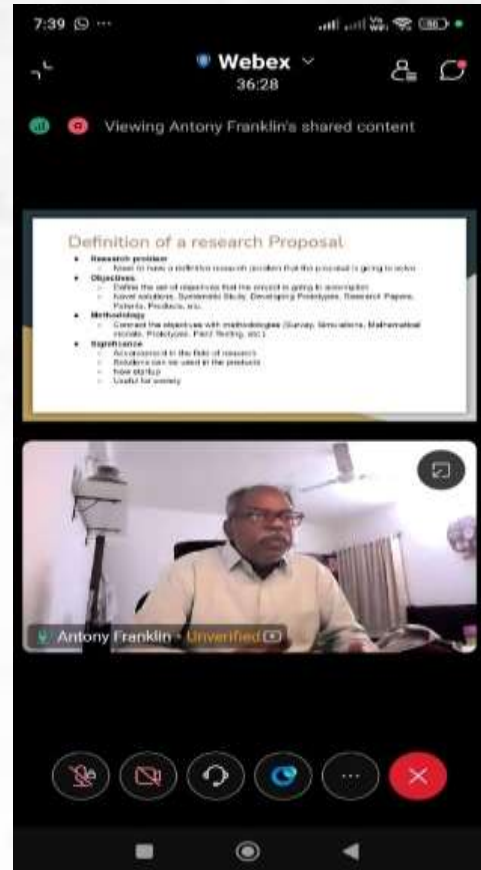 7:39
Webex
36:28
Viewing Antony Franklin's shared content
Definition of a research Proposal
Research problem
Need to have a definitive research problem that the proposal is going to solve
Objectives
Define the set of objectives that the project is going to accomplish
Novel solutions, Systematic Study, Developing Prototypes, Research Papers,
Patents, Products, etc.
Methodology
Connect the objectives with methodologies (Survey, Simulations, Mathematical
models, Prototypes, Field Testing, etc.)
Significance
Advancement in the field of research
Solutions can be used in the products
New startup
Useful for society
Antony Franklin • Unverified